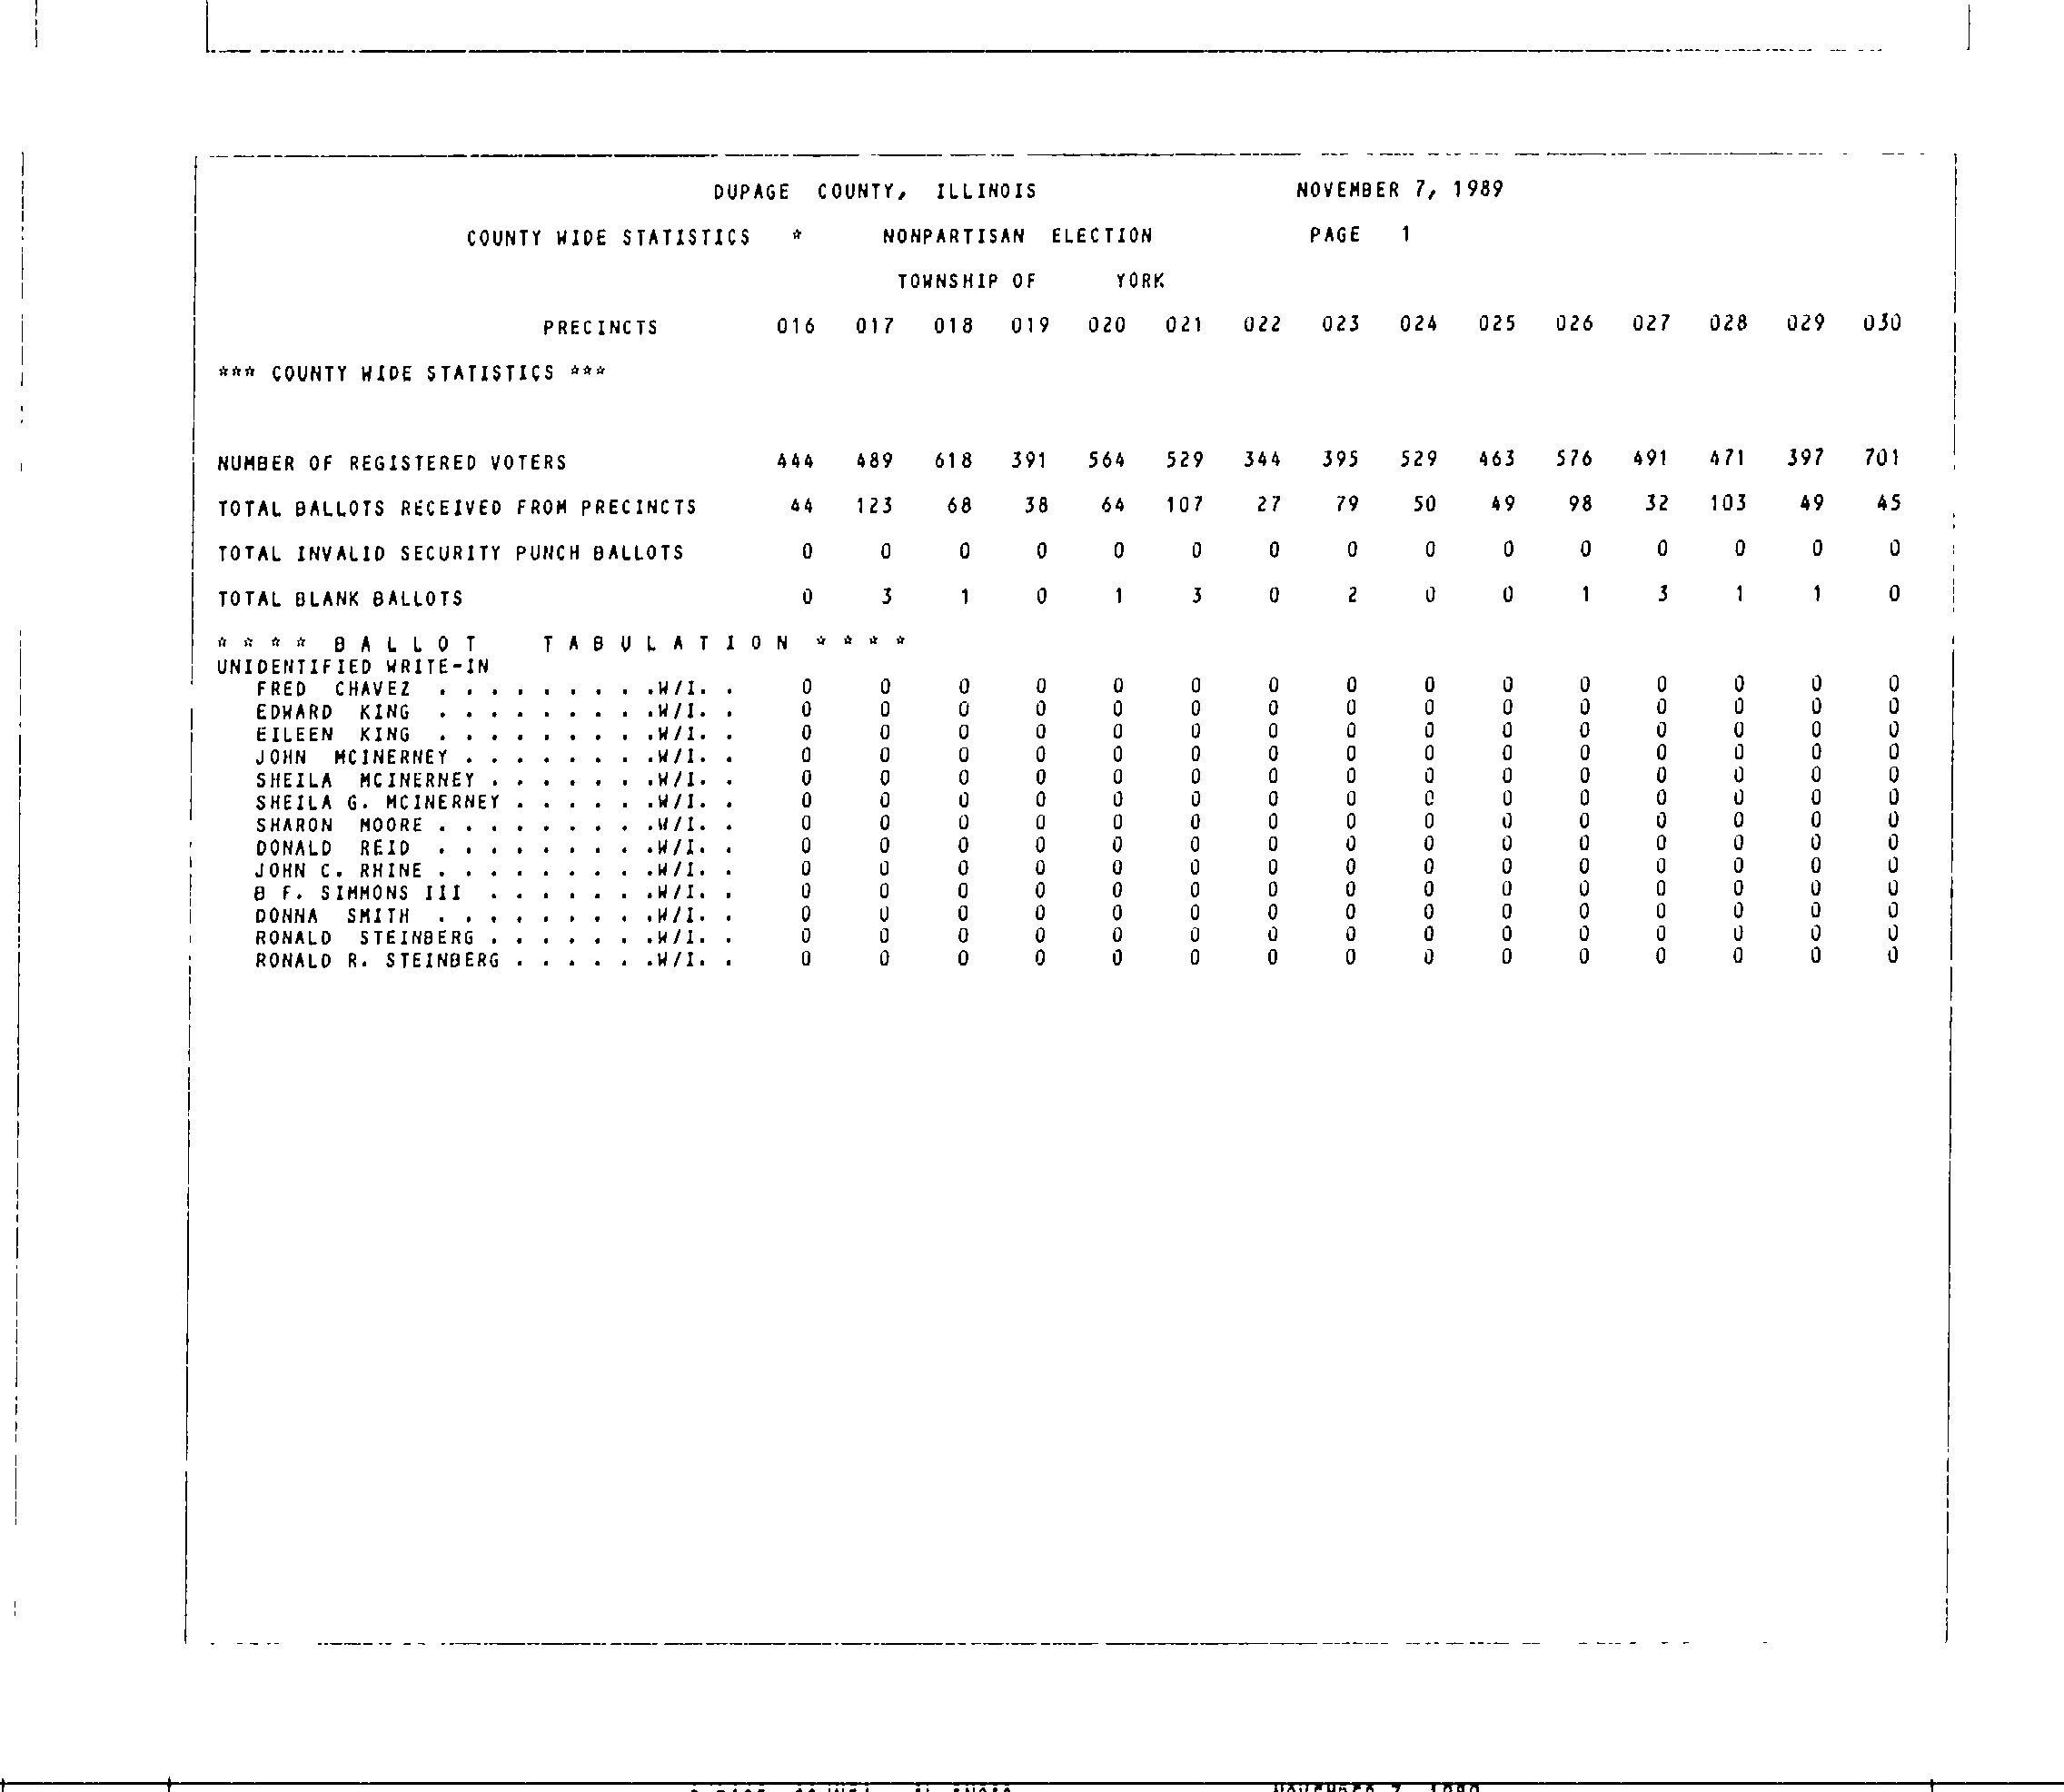 DUPAGE COUNTY, ILLINOIS NOVEMBER 7, 1989
COUNTY WIDE STATISTICS * NONPARTISAN ELECTION PAGE 1
TOWNSHIP OF YORK
PRECINCTS 016 017 018 019 020 021 022 023 024 025 026 027 028 029 030
*** COUNTY WIDE STATISTICS ***
NUMBER OF REGISTERED VOTERS 444 489 618 391 564 529 344 395 529 463 576 491 471 397 701
TOTAL BALLOTS RECEIVED FROM PRECINCTS 44 123 68 38 64 107 27 79 50 49 98 32 103 49 45
TOTAL INVALID SECURITY PUNCH BALLOTS 0 0 0 0 0 0 0 0 0 0 0 0 0 0 0
TOTAL BLANK BALLOTS 0 3 1 0 1 3 0 2 0 0 1 3 1 1 0
* * * * B A L L O T T A B U L A T I O N * * * *
UNIDENTIFIED WRITE-IN
FRED CHAVEZ . . . . . . . . .W/I. . 0 0 0 0 0 0 0 0 0 0 0 0 0 0 0
EDWARD KING . . . . . . . . .W/I. . 0 0 0 0 0 0 0 0 0 0 0 0 0 0 0
EILEEN KING . . . . . . . . .W/I. . 0 0 0 0 0 0 0 0 0 0 0 0 0 0 0
JOHN MCINERNEY . . . . . . . .W/I. . 0 0 0 0 0 0 0 0 0 0 0 0 0 0 0
SHEILA MCINERNEY . . . . . . .W/I. . 0 0 0 0 0 0 0 0 0 0 0 0 0 0 0
SHEILA G. MCINERNEY . . . . . .W/I. . 0 0 0 0 0 0 0 0 0 0 0 0 0 0 0
SHARON MOORE . . . . . . . . .W/I. . 0 0 0 0 0 0 0 0 0 0 0 0 0 0 0
DONALD REID . . . . . . . . .W/I. . 0 0 0 0 0 0 0 0 0 0 0 0 0 0 0
JOHN C. RHINE . . . . . . . . .W/I. . 0 0 0 0 0 0 0 0 0 0 0 0 0 0 0
B F. SIMMONS III . . . . . . .W/I. . 0 0 0 0 0 0 0 0 0 0 0 0 0 0 0
DONNA SMITH . . . . . . . . .W/I. . 0 0 0 0 0 0 0 0 0 0 0 0 0 0 0
RONALD STEINBERG . . . . . . .W/I. . 0 0 0 0 0 0 0 0 0 0 0 0 0 0 0
RONALD R. STEINBERG . . . . . .W/I. . 0 0 0 0 0 0 0 0 0 0 0 0 0 0 0
NOVEMBER 7, 1989